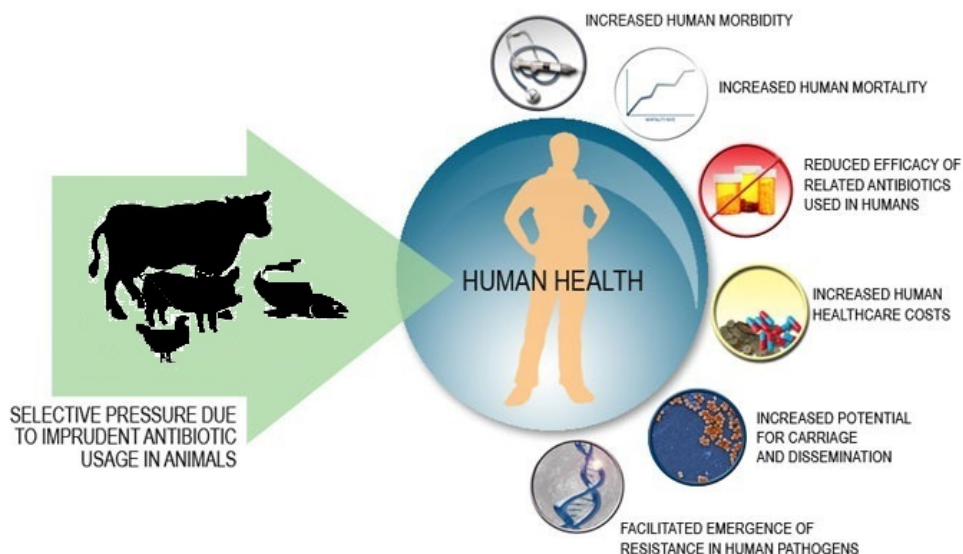 INCREASED HUMAN MORBIDITY
INCREASED HUMAN MORTALITY
MORTALITY RATE
REDUCED EFFICACY OF
RELATED ANTIBIOTICS
USED IN HUMANS
HUMAN HEALTH
INCREASED HUMAN
HEALTHCARE COSTS
SELECTIVE PRESSURE DUE
TO IMPRUDENT ANTIBIOTIC
USAGE IN ANIMALS
INCREASED POTENTIAL
FOR CARRIAGE
AND DISSEMINATION
FACILITATED EMERGENCE OF
RESISTANCE IN HUMAN PATHOGENS